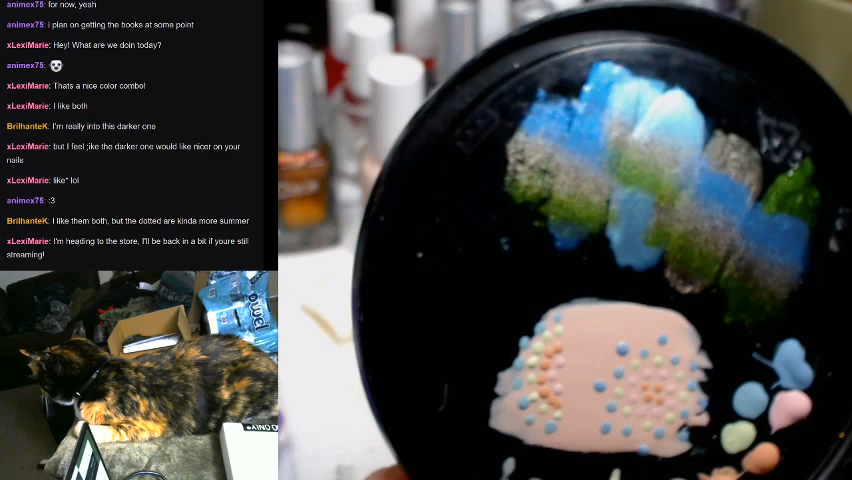 animex75: for now, yeah
animex75: i plan on getting the books at some point
xLexiMarie: Hey! What are we doin today?
animex75:
xLexiMarie: Thats a nice color combo!
xLexiMarie: I like both
BrilhanteK: I'm really into this darker one
xLexiMarie: but I feel ;ike the darker one would like nicer on your
nails
xLexiMarie: like* lol
animex75: :3
BrilhanteK: I like them both, but the dotted are kinda more summer
xLexiMarie: I'm heading to the store, I'll be back in a bit if youre still
streaming!